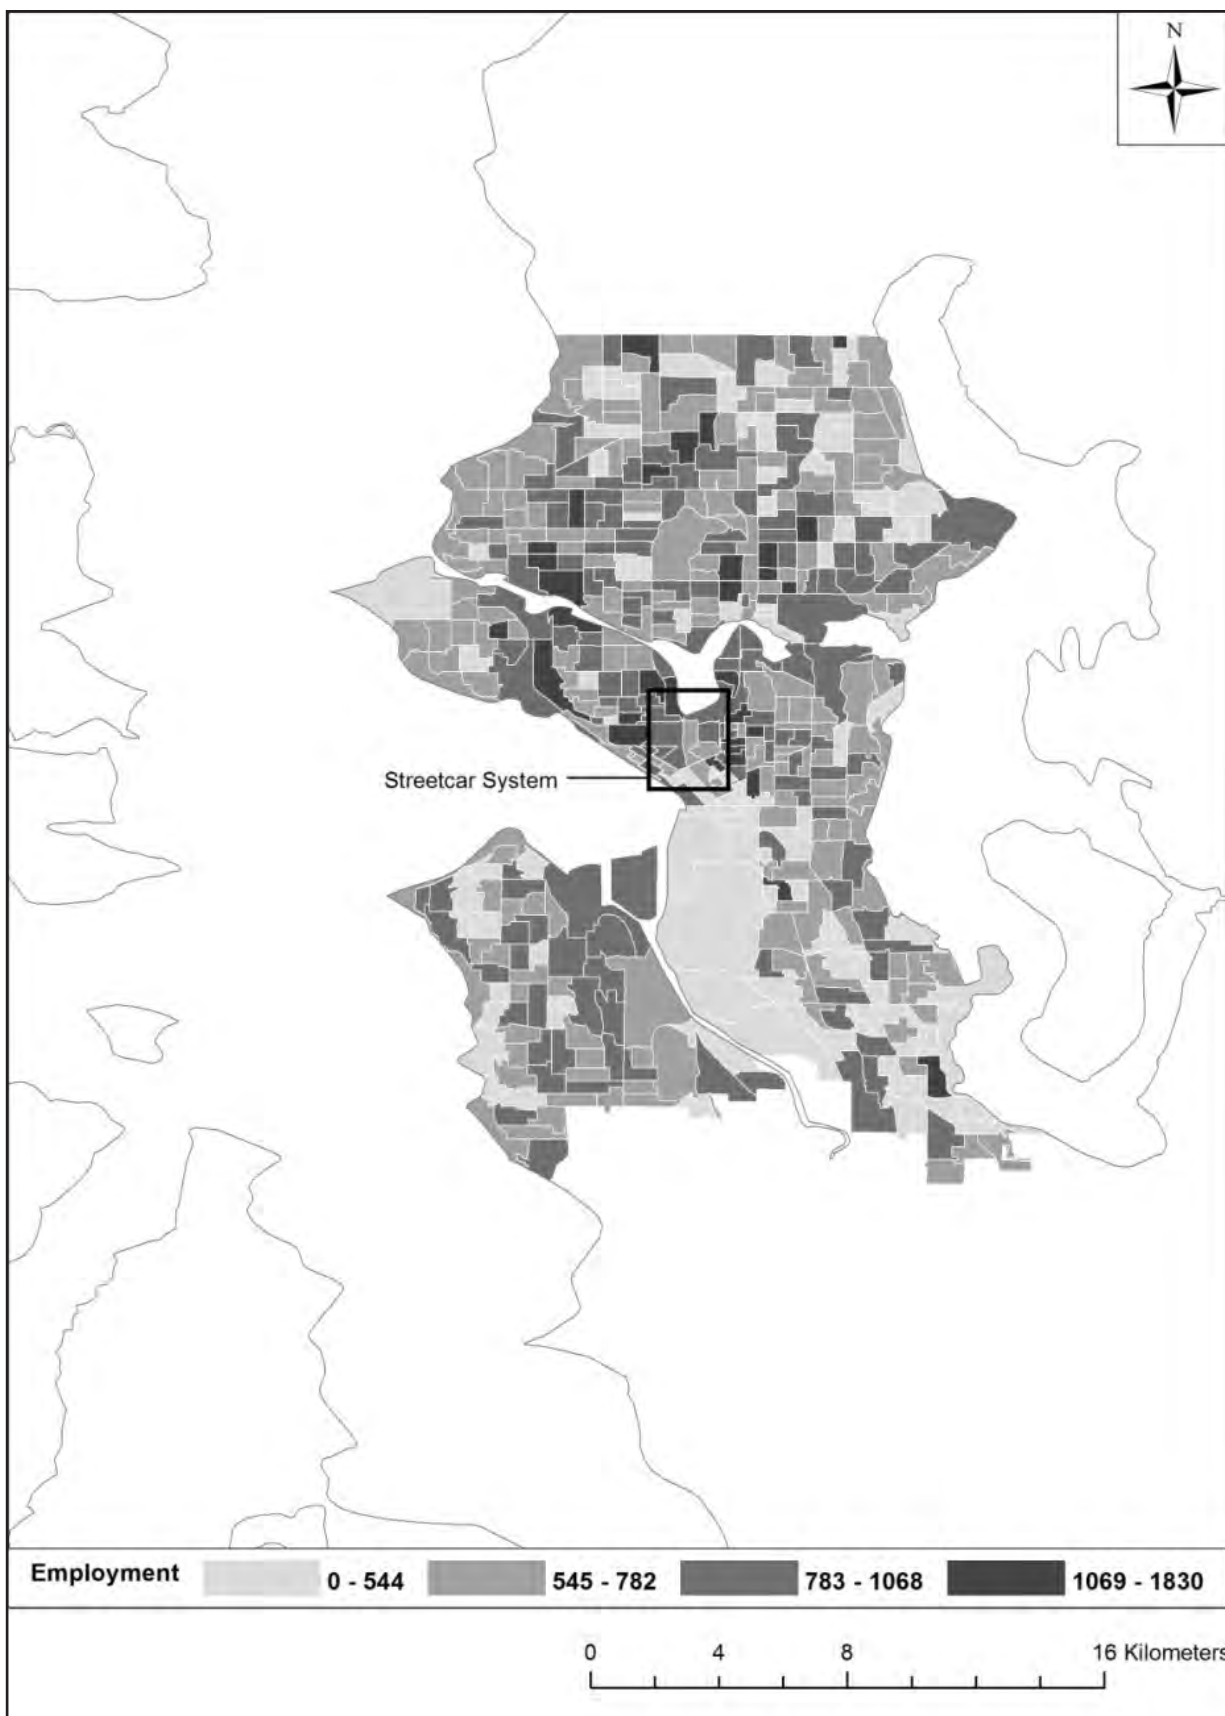 N
Streetcar System
Employment 0 - 544 545 - 782 783 - 1068 1069 - 1830
0 4 8 16 Kilometers